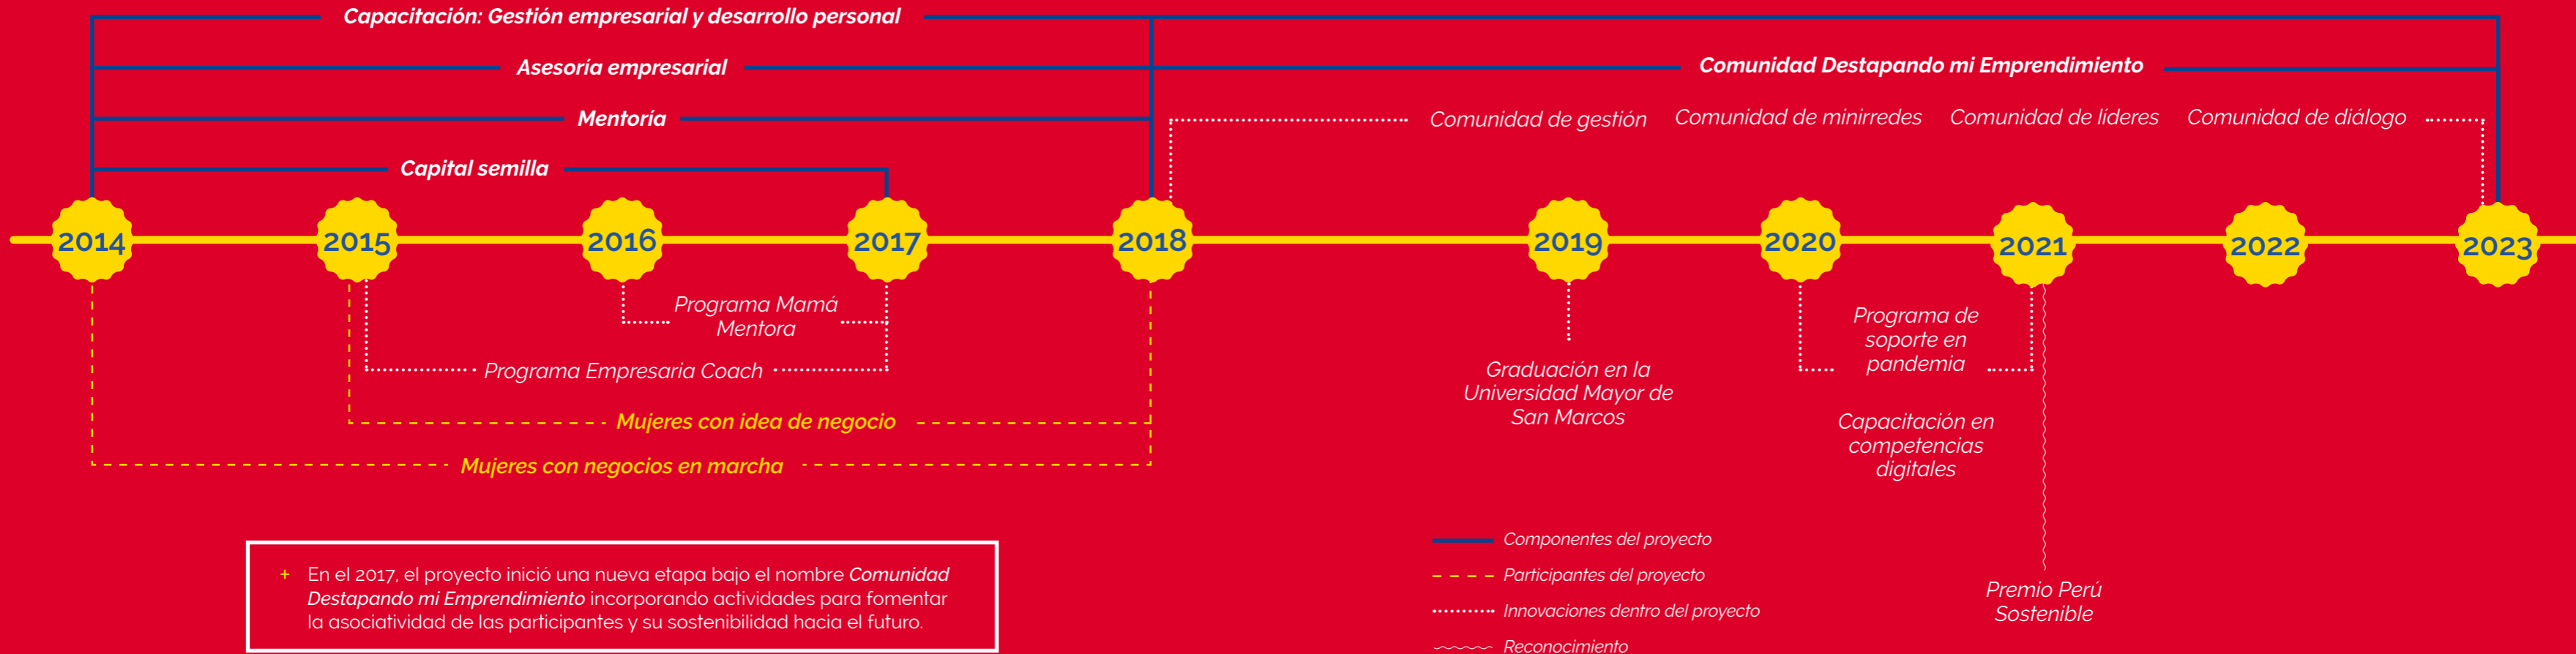 Capacitación: Gestión empresarial y desarrollo personal
Asesoría empresarial
Comunidad Destapando mi Emprendimiento
Mentoría
Comunidad de gestión
Comunidad de minirredes
Comunidad de líderes
Comunidad de diálogo
Capital semilla
2014
2015
2016
2017
2018
2019
2020
2021
2022
2023
Programa Mamá
Mentora
Programa Empresaria Coach
Mujeres con idea de negocio
Mujeres con negocios en marcha
Graduación en la
Universidad Mayor de
San Marcos
Programa de
soporte en
pandemia
Capacitación en
competencias
digitales
Premio Perú
Sostenible
+ En el 2017, el proyecto inició una nueva etapa bajo el nombre Comunidad
Destapando mi Emprendimiento incorporando actividades para fomentar
la asociatividad de las participantes y su sostenibilidad hacia el futuro.
Componentes del proyecto
Participantes del proyecto
Innovaciones dentro del proyecto
Reconocimiento